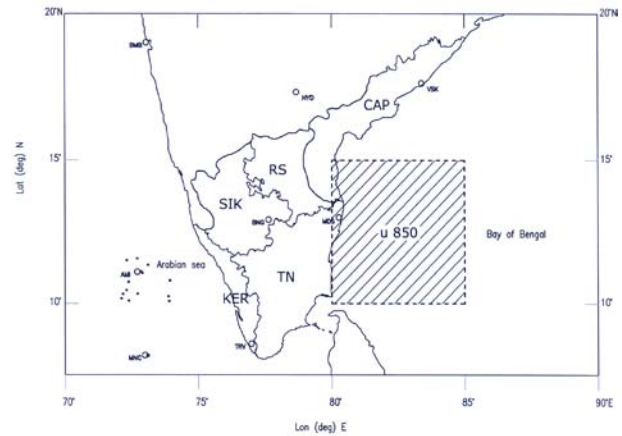 20°N
20°N
BMB
HYD
VSK
CAP
Lat (deg) N
15°
15°
RS
SIK
BNG
MDS
u 850
Bay of Bengal
Arabian sea
AMI
TN
10°
KER
10°
TRV
MNC
70°
75°
80°
85°
90°E
Lon (deg) E